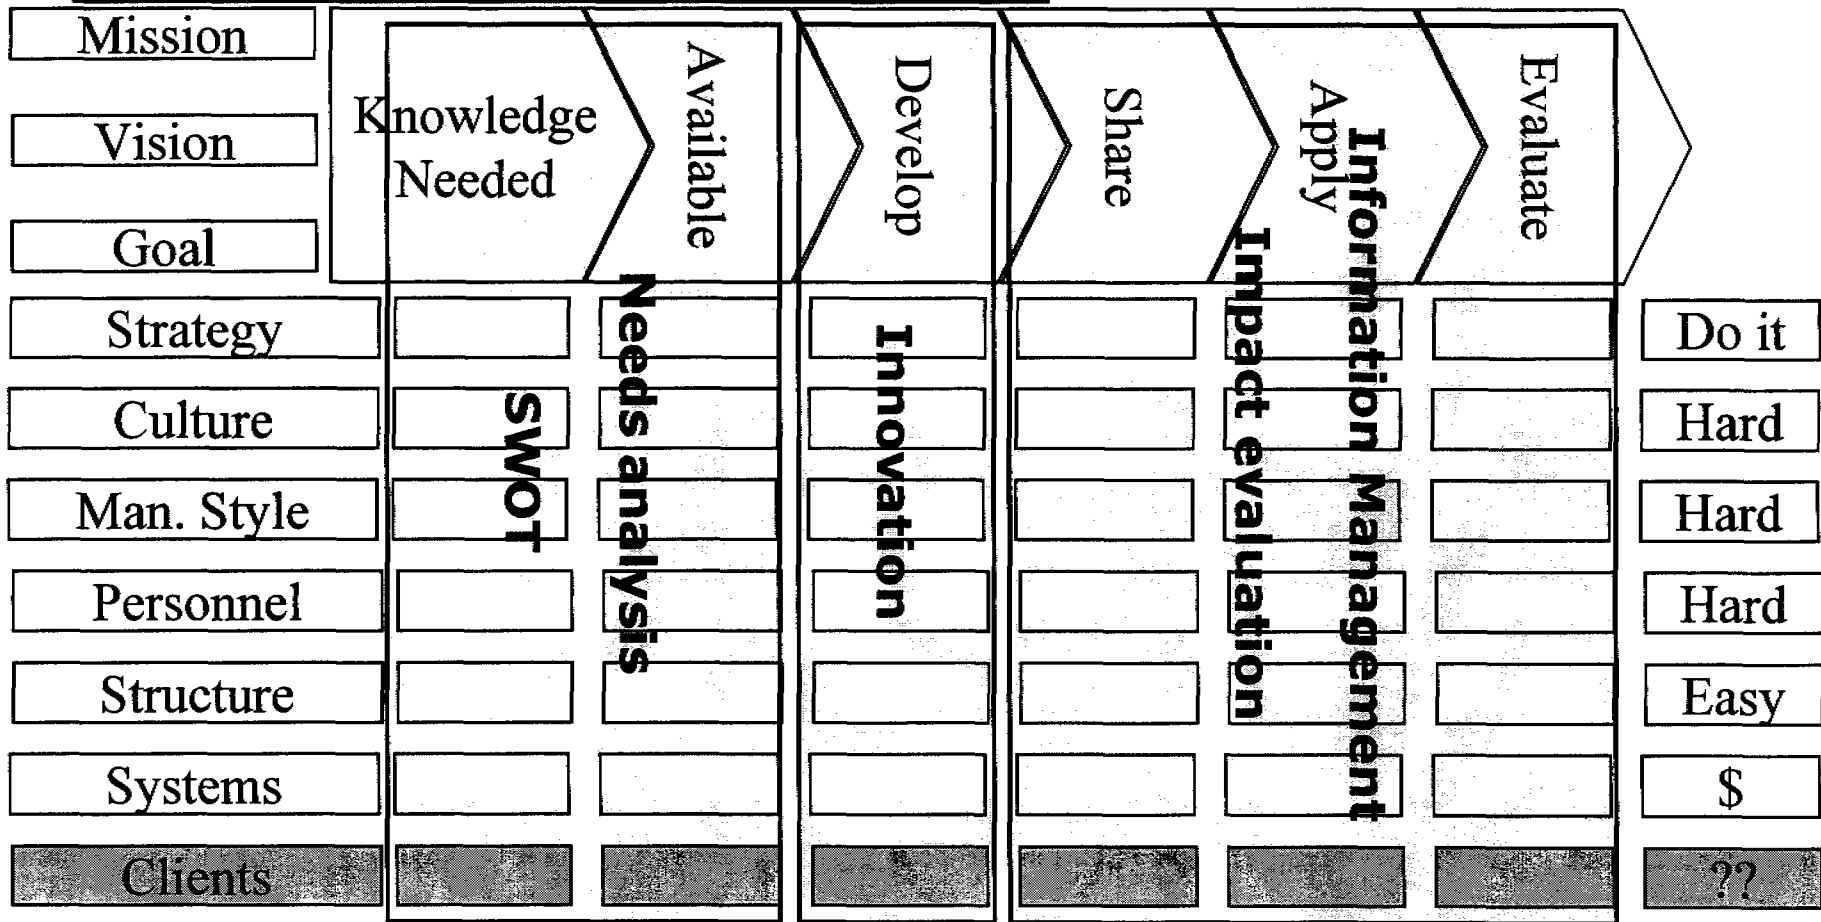 Mission
Vision
Goal
Knowledge
Needed
Available
Develop
Share
Apply
Evaluate
Strategy
Culture
Man. Style
Personnel
Structure
Systems
Clients
SWOT
Needs analysis
Innovation
Impact evaluation
Information Management
Do it
Hard
Hard
Hard
Easy
$
??